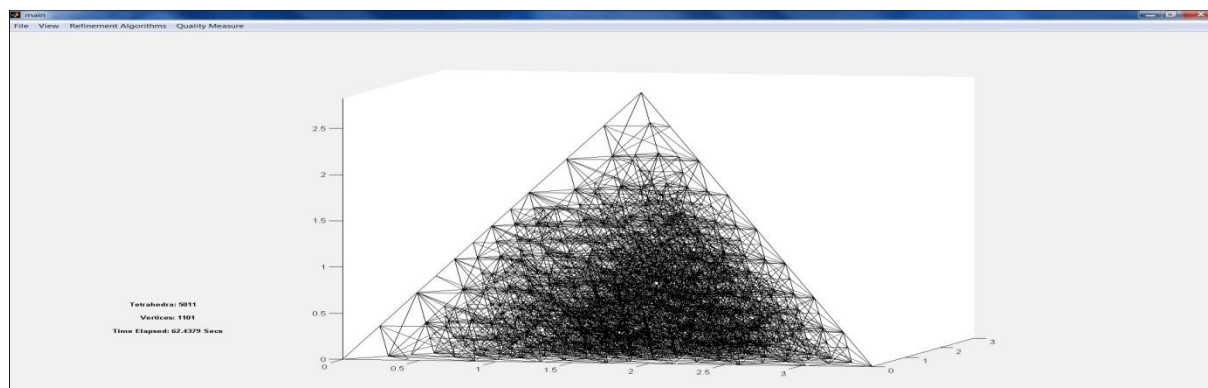 main
File View Refinement Algorithms Quality Measure
2.5
2
1.5
1
0.5
0
Tetrahedra: 5011
Vertices: 1101
Time Elapsed: 62.4379 Secs
0 0.5 1 1.5 2 2.5 3
0 1 2 3